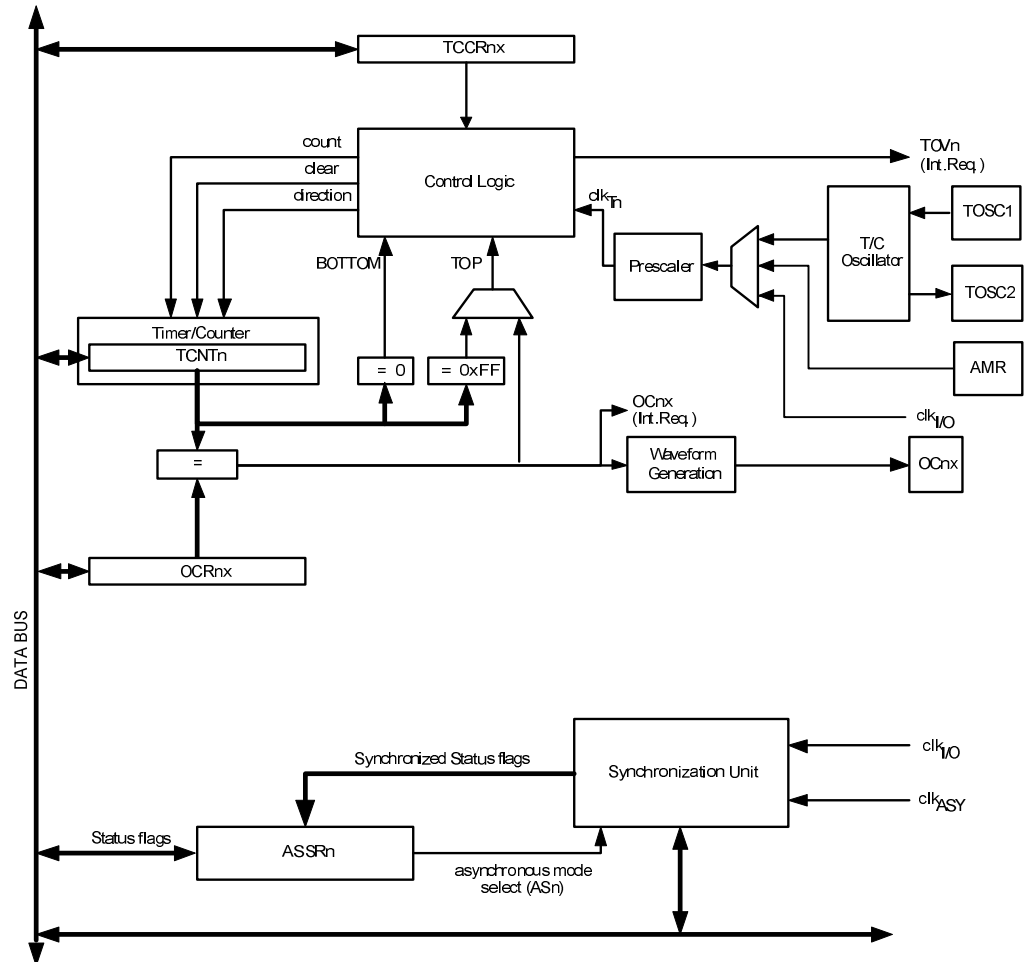 TCCRnx
count
clear
direction
Control Logic
clkTn
TOVn
(Int.Req.)
TOSC1
T/C
Oscillator
TOSC2
Prescaler
BOTTOM
TOP
Timer/Counter
TCNTn
= 0
= 0xFF
AMR
clkI/O
OCnx
(Int.Req.)
=
Waveform
Generation
OCnx
OCRnx
DATA BUS
Synchronized Status flags
Synchronization Unit
clkI/O
clkASY
Status flags
ASSRn
asynchronous mode
select (ASn)